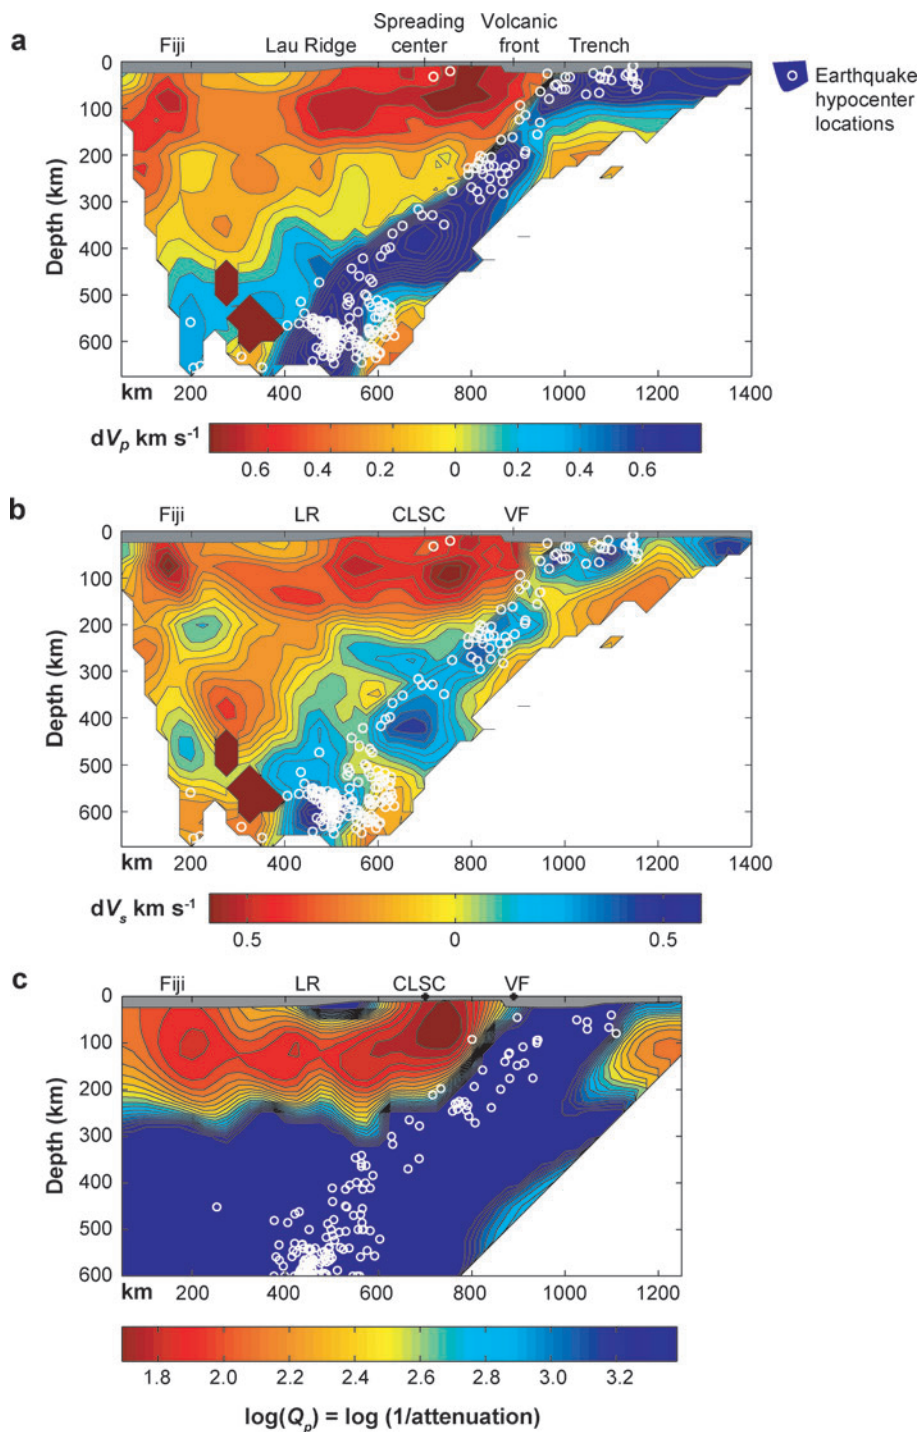 a
Fiji
Lau Ridge
Spreading center
Volcanic front
Trench
Earthquake
hypocenter
locations
Depth (km)
0
100
200
300
400
500
600
km 200 400 600 800 1000 1200 1400
dVp km s⁻¹
0.6 0.4 0.2 0 0.2 0.4 0.6
b
Fiji LR CLSC VF
Depth (km)
0
100
200
300
400
500
600
km 200 400 600 800 1000 1200 1400
dVs km s⁻¹
0.5 0 0.5
c
Fiji LR CLSC VF
Depth (km)
0
100
200
300
400
500
600
km 200 400 600 800 1000 1200
1.8 2.0 2.2 2.4 2.6 2.8 3.0 3.2
log(Qp) = log (1/attenuation)